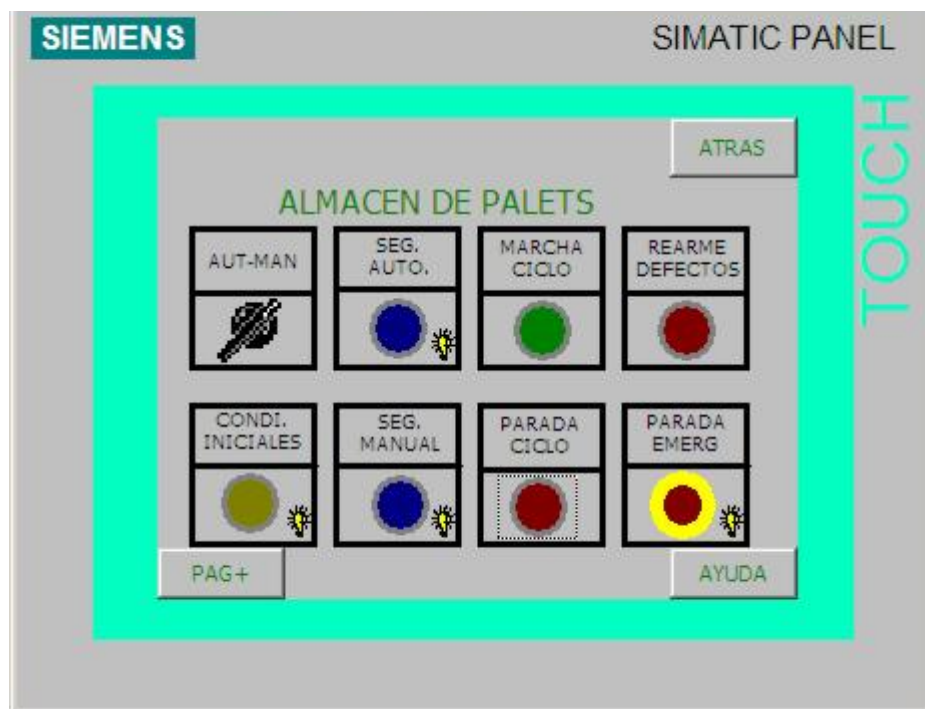 SIEMENS
SIMATIC PANEL
TOUCH
ATRAS
ALMACEN DE PALETS
AUT-MAN
SEG.
AUTO.
MARCHA
CICLO
REARME
DEFECTOS
CONDI.
INICIALES
SEG.
MANUAL
PARADA
CICLO
PARADA
EMERG
PAG+
AYUDA